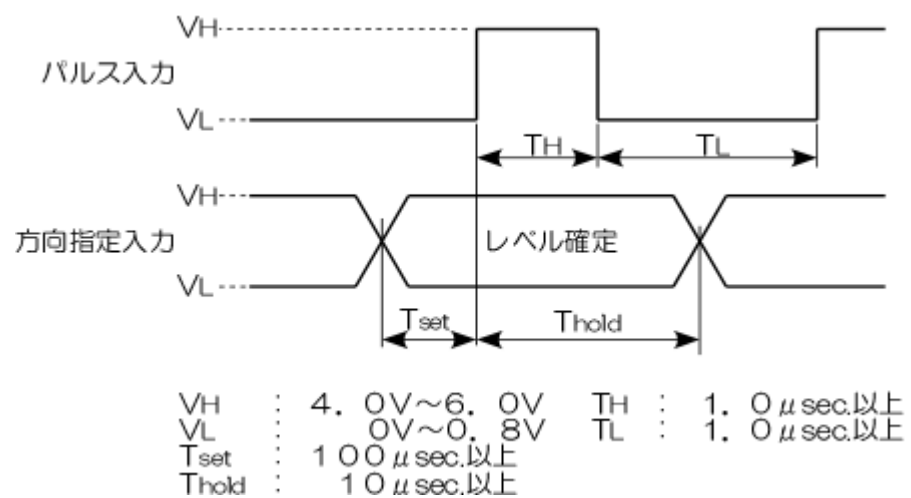 VH
パルス入力
VL
TH
TL
VH
方向指定入力
レベル確定
VL
Tset
Thold
VH : 4. 0V～6. 0V TH : 1. 0μsec.以上
VL : 0V～0. 8V TL : 1. 0μsec.以上
Tset : 100μsec.以上
Thold : 10μsec.以上